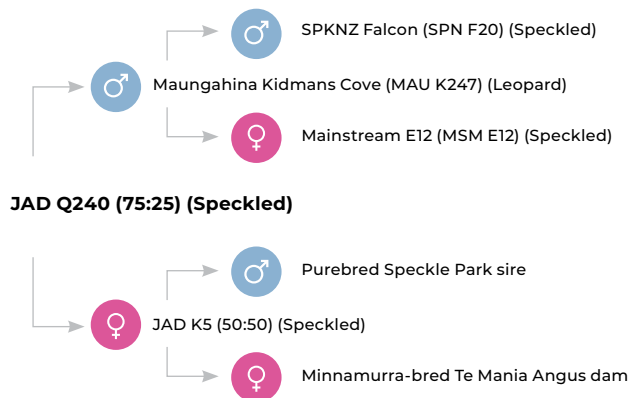 SPKNZ Falcon (SPN F20) (Speckled)
Maungahina Kidmans Cove (MAU K247) (Leopard)
Mainstream E12 (MSM E12) (Speckled)
JAD Q240 (75:25) (Speckled)
Purebred Speckle Park sire
JAD K5 (50:50) (Speckled)
Minnamurra-bred Te Mania Angus dam